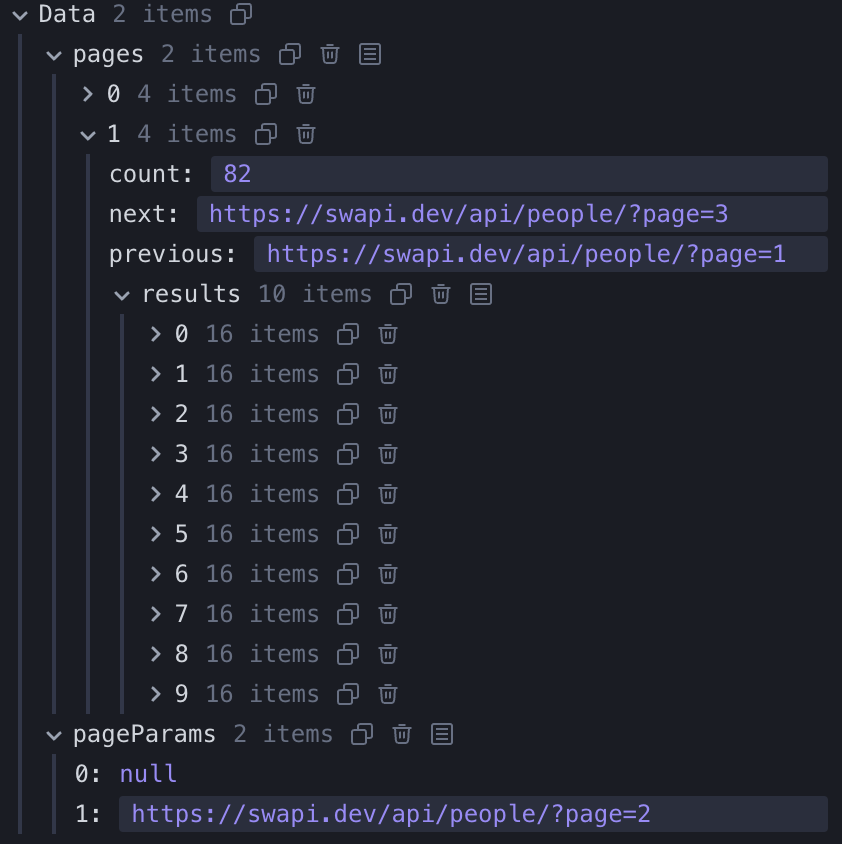 Data 2 items
pages 2 items
0 4 items
1 4 items
count: 82
next: https://swapi.dev/api/people/?page=3
previous: https://swapi.dev/api/people/?page=1
results 10 items
0 16 items
1 16 items
2 16 items
3 16 items
4 16 items
5 16 items
6 16 items
7 16 items
8 16 items
9 16 items
pageParams 2 items
0: null
1: https://swapi.dev/api/people/?page=2